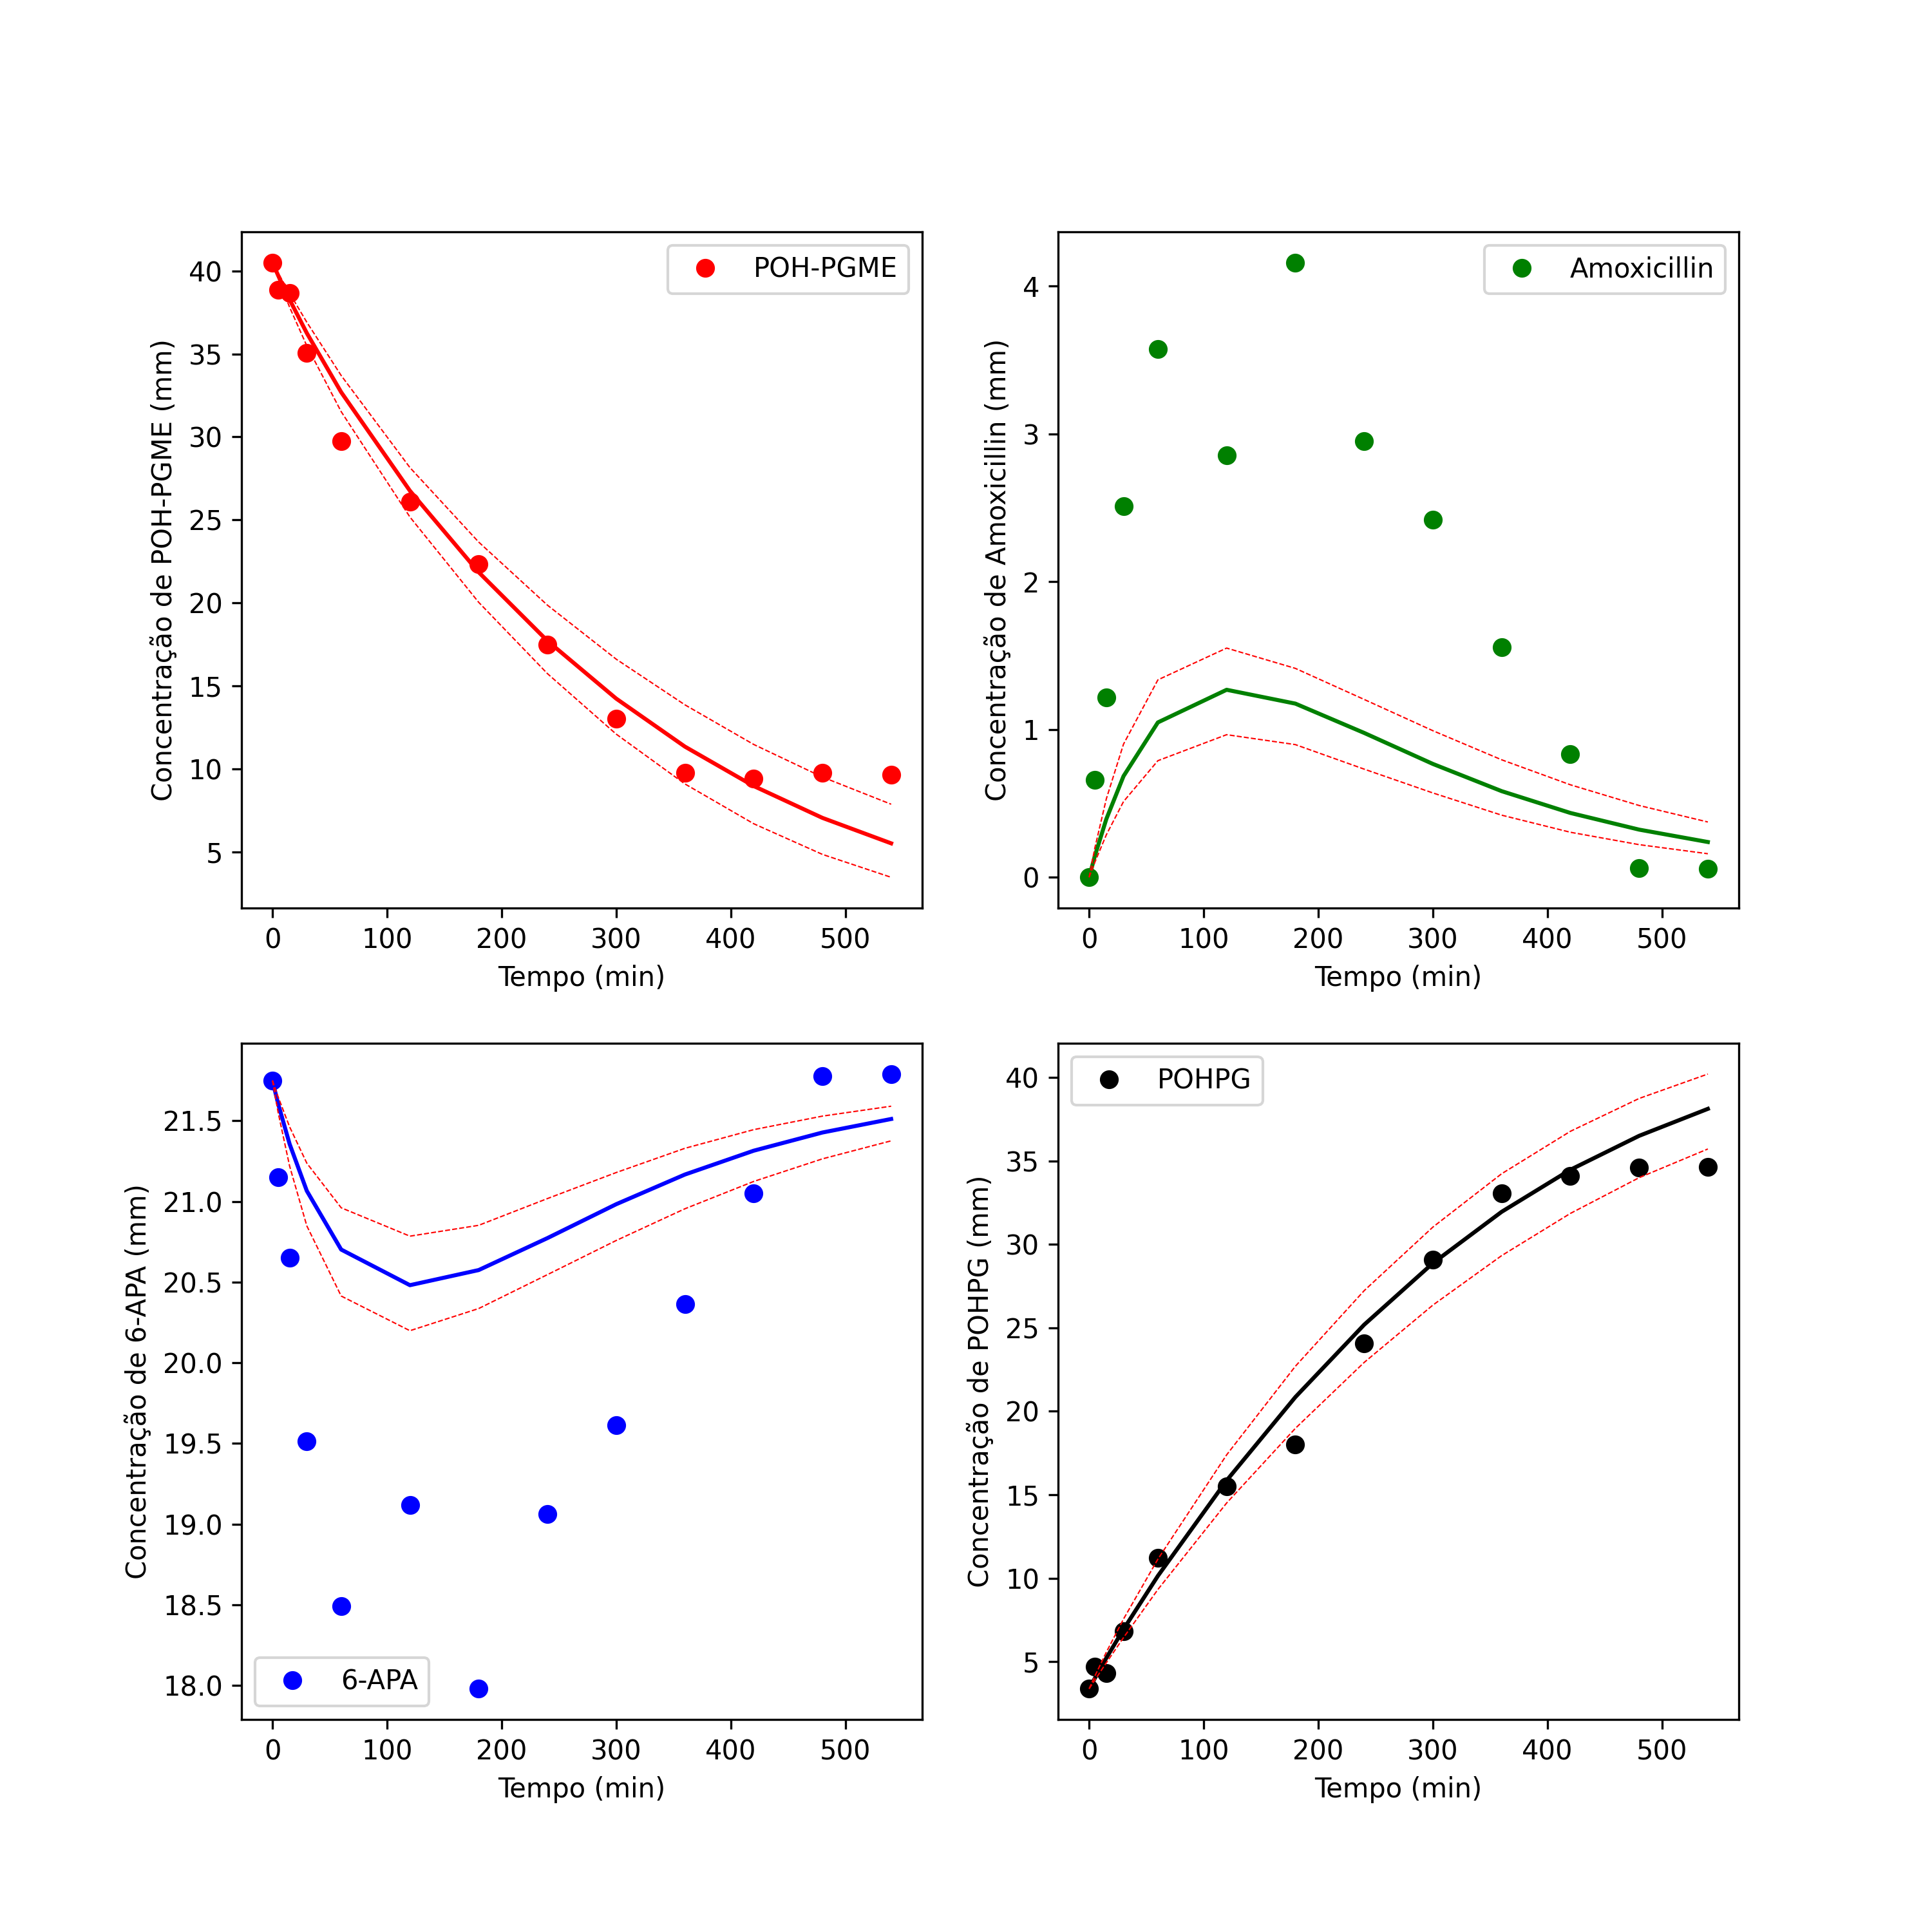 POH-PGME
Concentração de POH-PGME (mm)
40
35
30
25
20
15
10
5
0 100 200 300 400 500
Tempo (min)
Amoxicillin
Concentração de Amoxicillin (mm)
4
3
2
1
0
0 100 200 300 400 500
Tempo (min)
Concentração de 6-APA (mm)
21.5
21.0
20.5
20.0
19.5
19.0
18.5
18.0
6-APA
0 100 200 300 400 500
Tempo (min)
POHPG
Concentração de POHPG (mm)
40
35
30
25
20
15
10
5
0 100 200 300 400 500
Tempo (min)